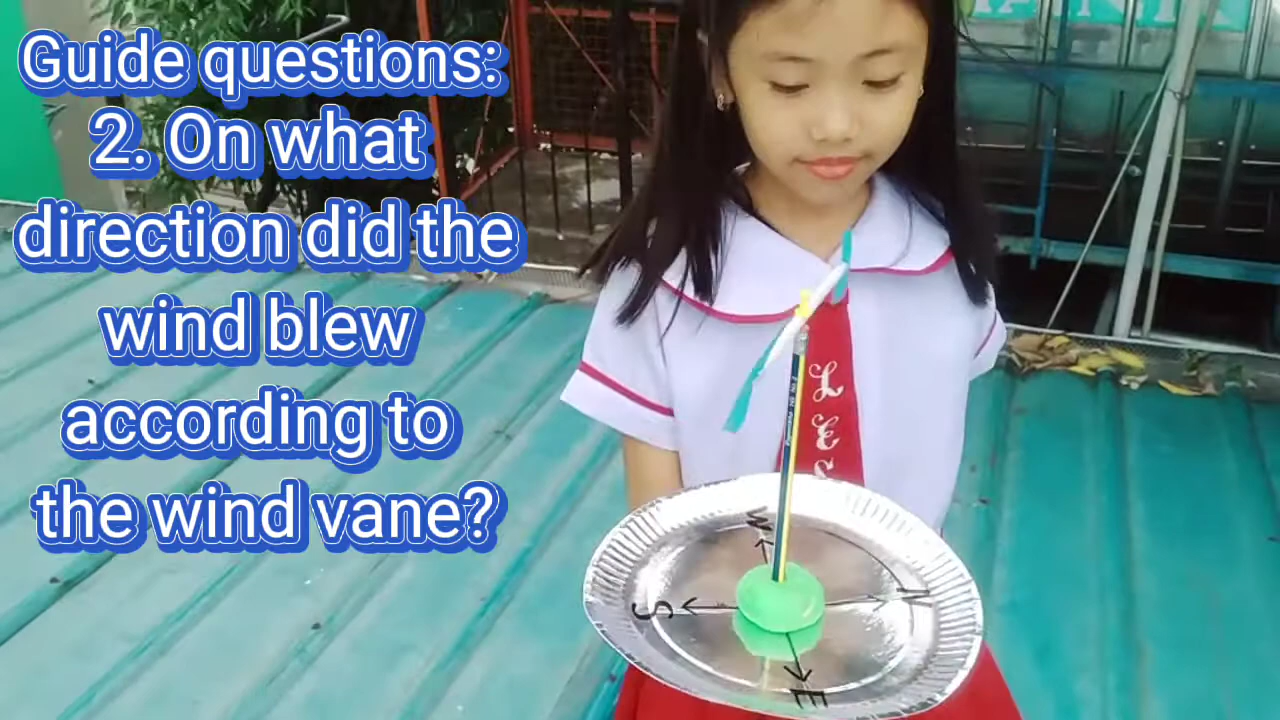 Guide questions:
2. On what
direction did the
wind blew
according to
the wind vane?
L
E
S
W
N
S
E